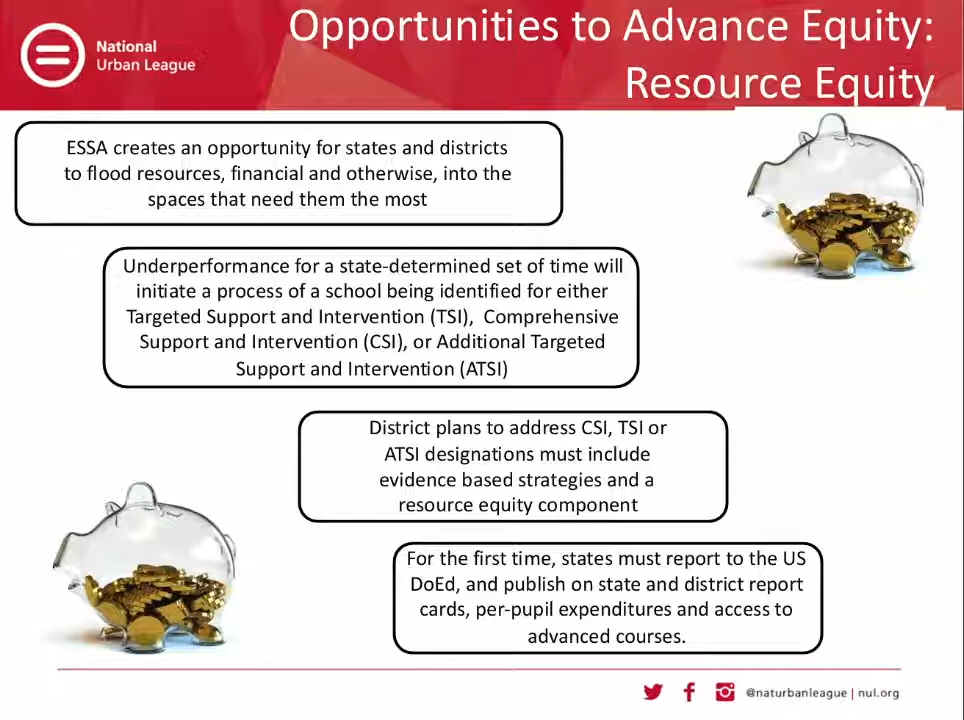 Opportunities to Advance Equity:
Resource Equity
National
Urban League
ESSA creates an opportunity for states and districts
to flood resources, financial and otherwise, into the
spaces that need them the most
Underperformance for a state-determined set of time will
initiate a process of a school being identified for either
Targeted Support and Intervention (TSI),  Comprehensive
Support and Intervention (CSI), or Additional Targeted
Support and Intervention (ATSI)
District plans to address CSI, TSI or
ATSI designations must include
evidence based strategies and a
resource equity component
For the first time, states must report to the US
DoEd, and publish on state and district report
cards, per-pupil expenditures and access to
advanced courses.
@naturbanleague | nul.org